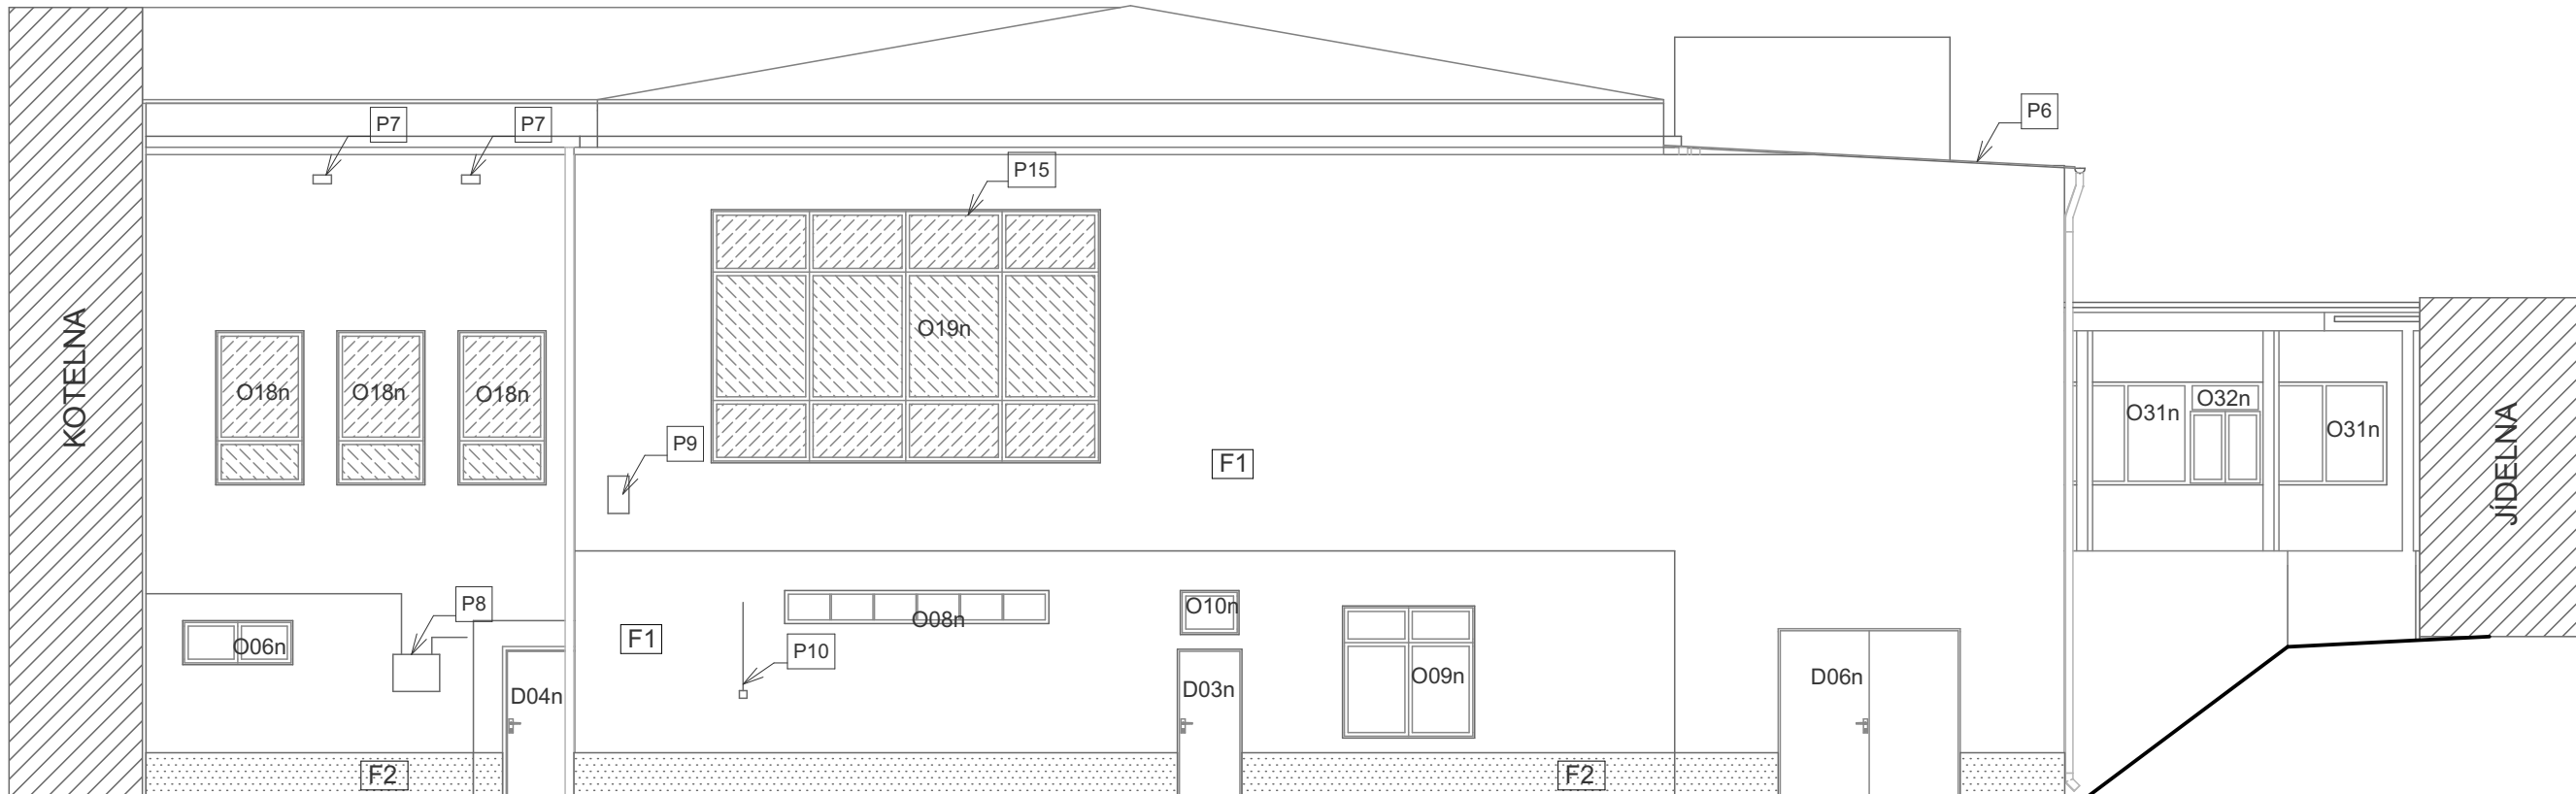 P7
P7
P6
P15
KOTELNA
O18n
O18n
O18n
O19n
P9
F1
O31n
O32n
O31n
JÍDELNA
P8
O06n
D04n
F1
P10
O08n
O10n
D03n
O09n
D06n
F2
F2